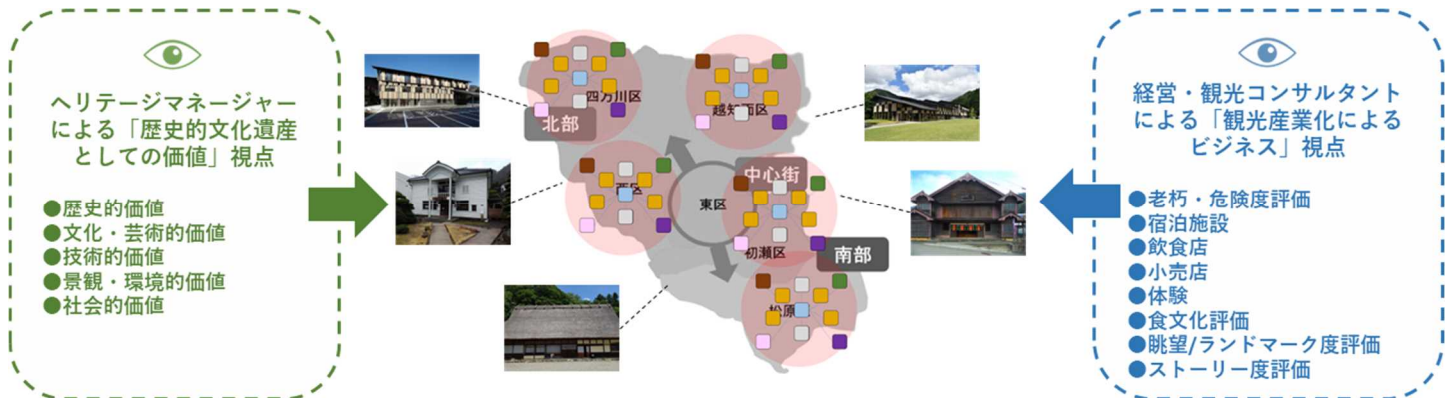 ヘリテージマネージャー
による「歴史的文化遺産
としての価値」視点
●歴史的価値
●文化・芸術的価値
●技術的価値
●景観・環境的価値
●社会的価値
四万川区
北部
越知面区
中心街
西区
東区
初瀬区
南部
松原
経営・観光コンサルタント
による「観光産業化による
ビジネス」視点
●老朽・危険度評価
●宿泊施設
●飲食店
●小売店
●体験
●食文化評価
●眺望/ランドマーク度評価
●ストーリー度評価